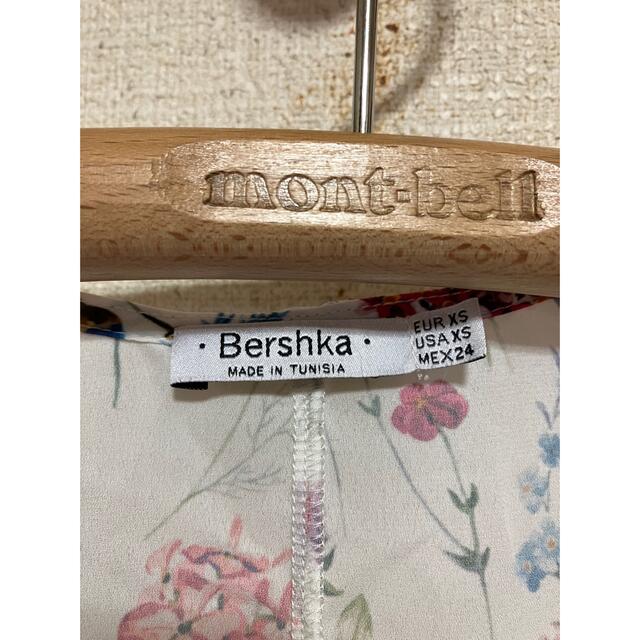 mont-bell
· Bershka ·
MADE IN TUNISIA
EUR XS
USA XS
MEX 24